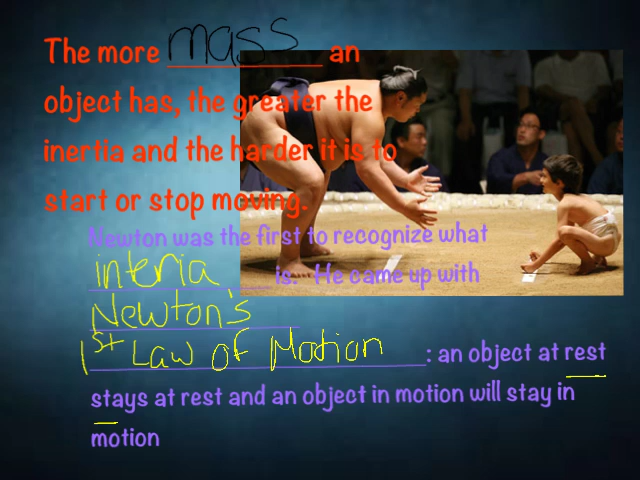 The more mass an
object has, the greater the
inertia and the harder it is to
start or stop moving.
Newton was the first to recognize what
interia is. He came up with
Newton's
1st Law of Motion : an object at rest
stays at rest and an object in motion will stay in
motion